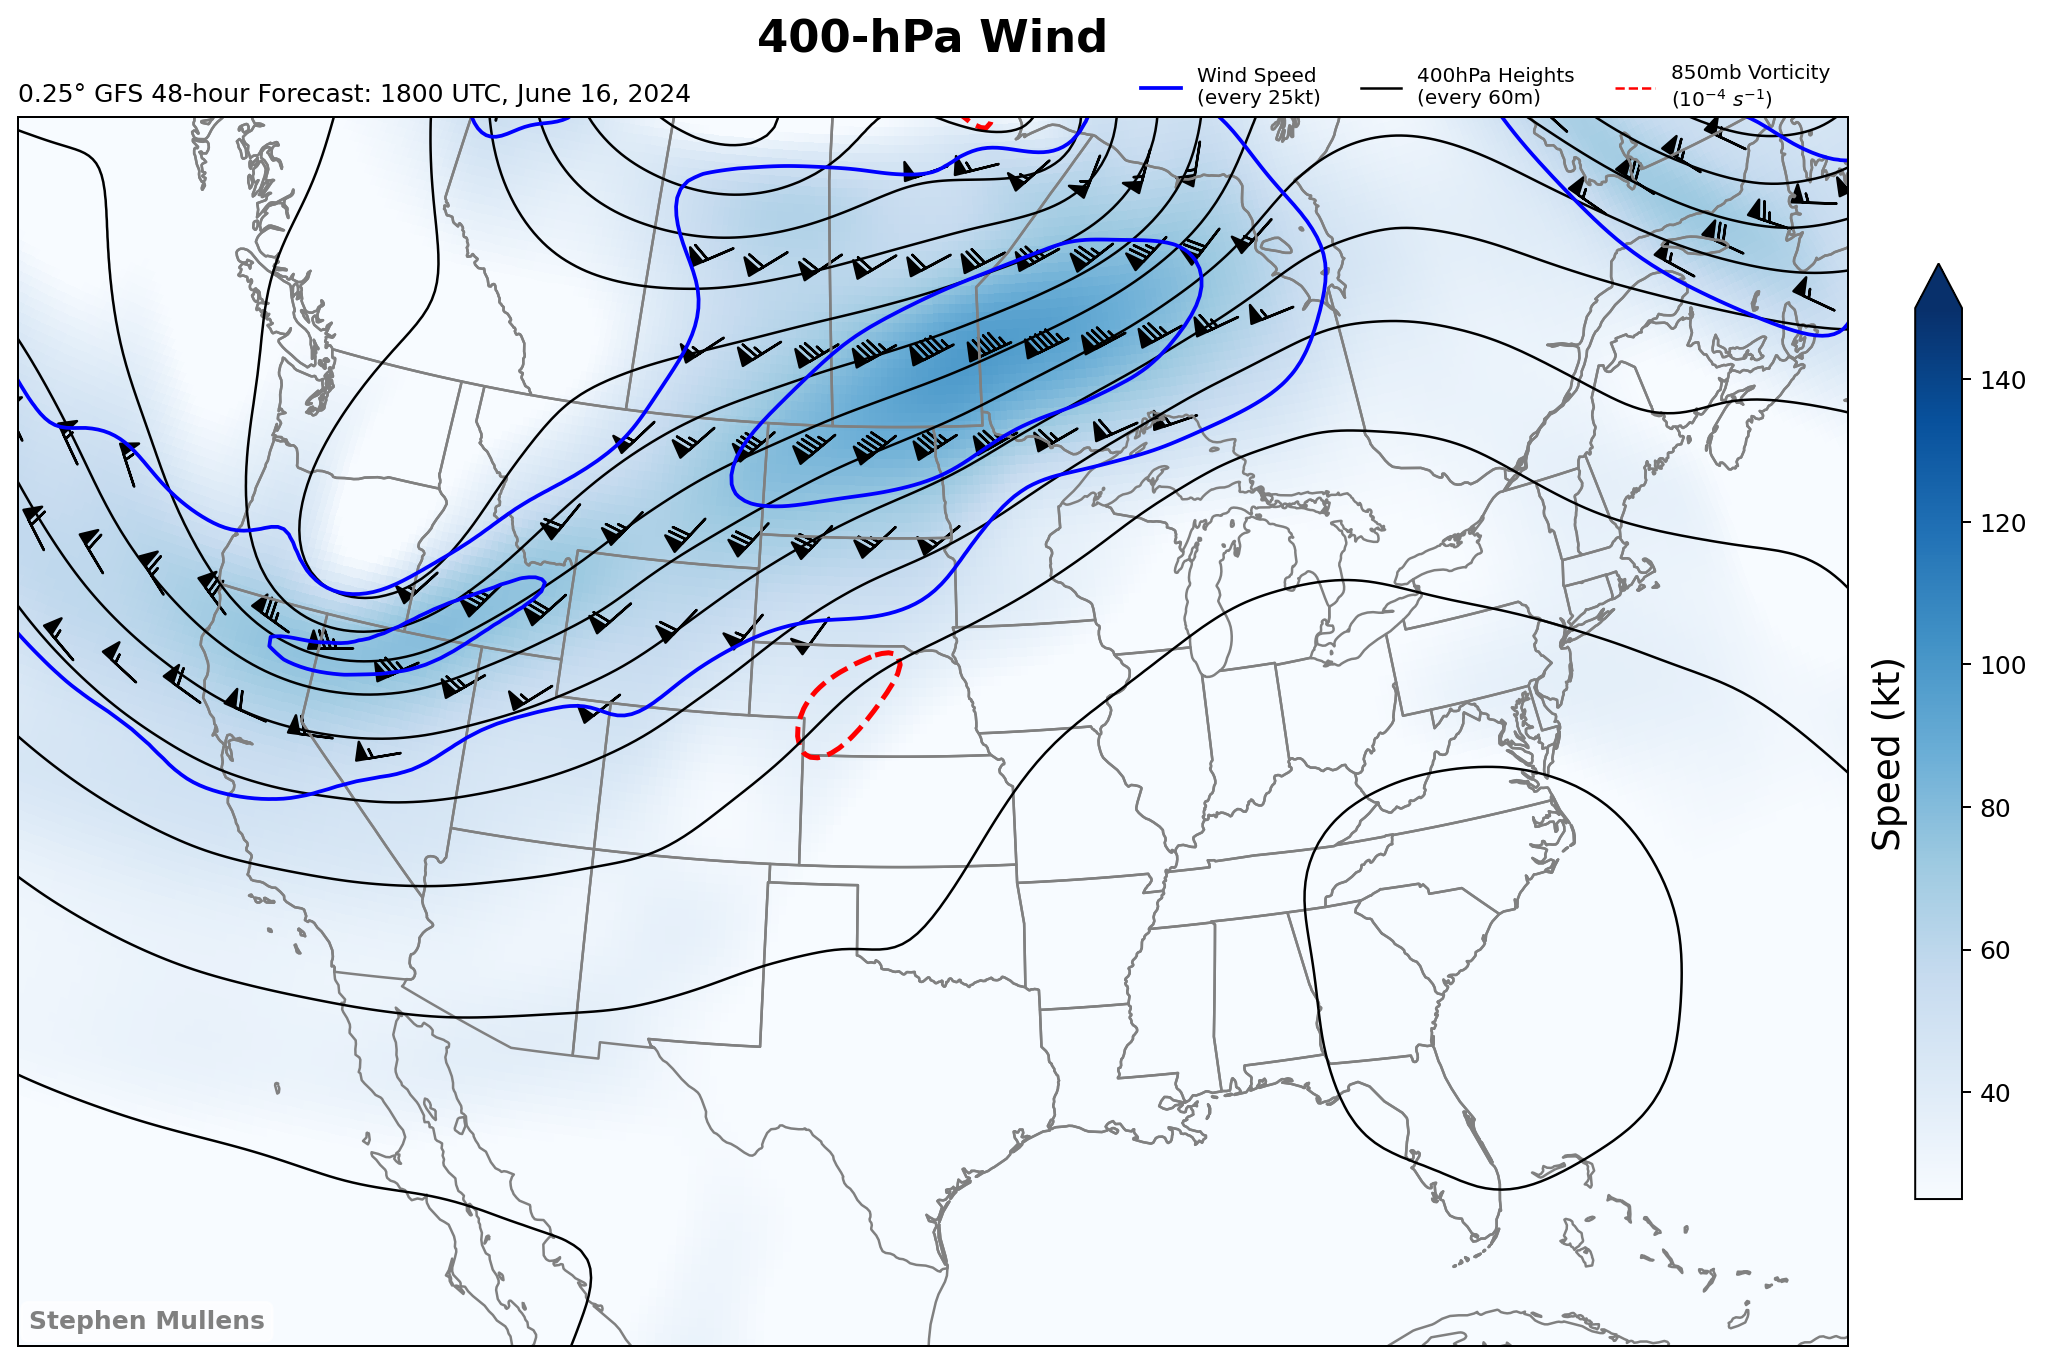 400-hPa Wind
0.25° GFS 48-hour Forecast: 1800 UTC, June 16, 2024
Wind Speed
(every 25kt)
400hPa Heights
(every 60m)
850mb Vorticity
(10⁻⁴ s⁻¹)
140
120
100
80
60
40
Speed (kt)
Stephen Mullens